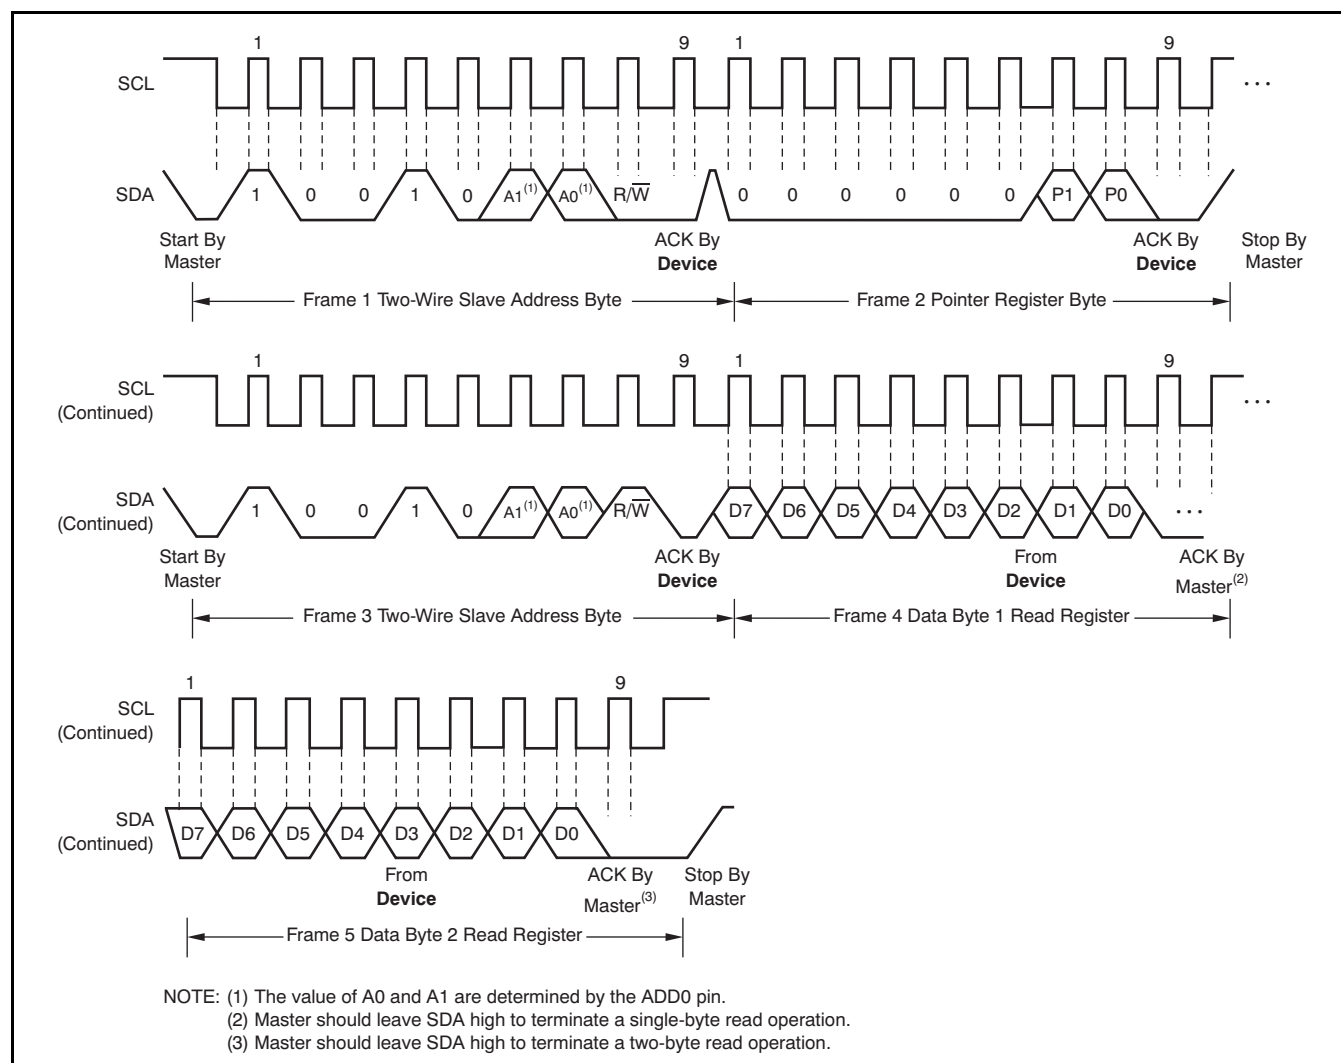 1 9 1 9
SCL ...
SDA 1 0 0 1 0 A1(1) A0(1) R/W 0 0 0 0 0 0 P1 P0
Start By Master ACK By Device ACK By Device Stop By Master
Frame 1 Two-Wire Slave Address Byte Frame 2 Pointer Register Byte
1 9 1 9
SCL (Continued) ...
SDA (Continued) 1 0 0 1 0 A1(1) A0(1) R/W D7 D6 D5 D4 D3 D2 D1 D0 ...
Start By Master ACK By Device From Device ACK By Master(2)
Frame 3 Two-Wire Slave Address Byte Frame 4 Data Byte 1 Read Register
1 9
SCL (Continued)
SDA (Continued) D7 D6 D5 D4 D3 D2 D1 D0
From Device ACK By Master(3) Stop By Master
Frame 5 Data Byte 2 Read Register
NOTE: (1) The value of A0 and A1 are determined by the ADD0 pin.
(2) Master should leave SDA high to terminate a single-byte read operation.
(3) Master should leave SDA high to terminate a two-byte read operation.